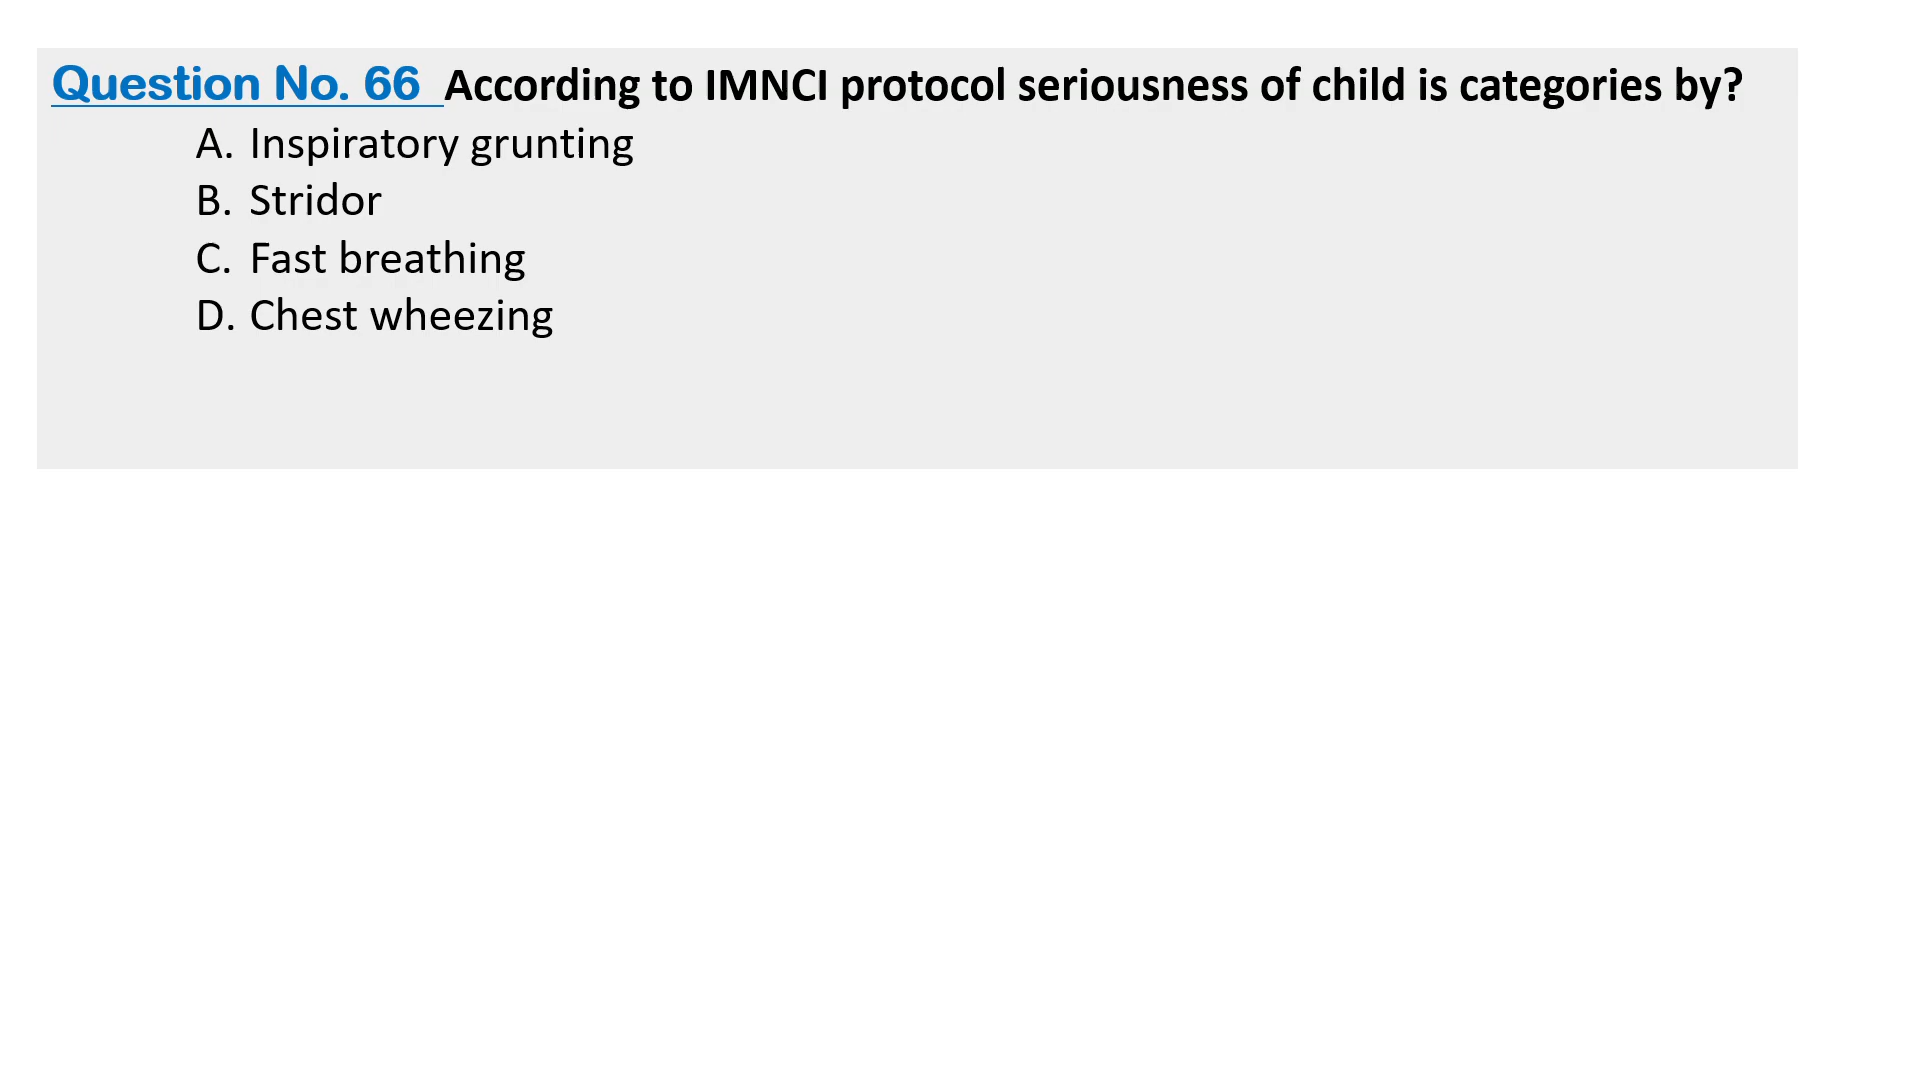 Question No. 66 According to IMNCI protocol seriousness of child is categories by?
A. Inspiratory grunting
B. Stridor
C. Fast breathing
D. Chest wheezing